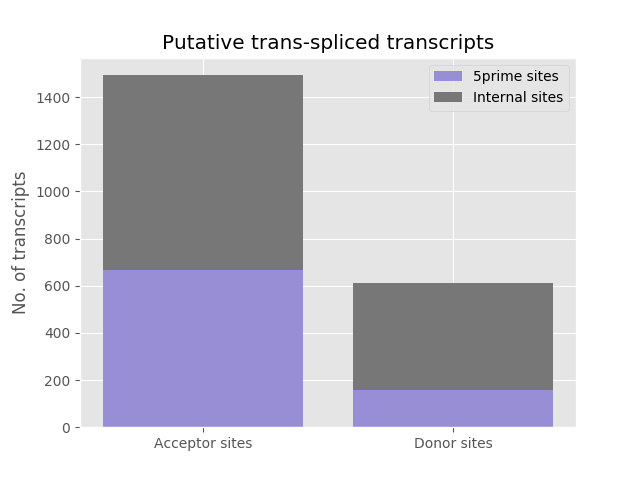 Putative trans-spliced transcripts
5prime sites
Internal sites
No. of transcripts
1400
1200
1000
800
600
400
200
0
Acceptor sites
Donor sites